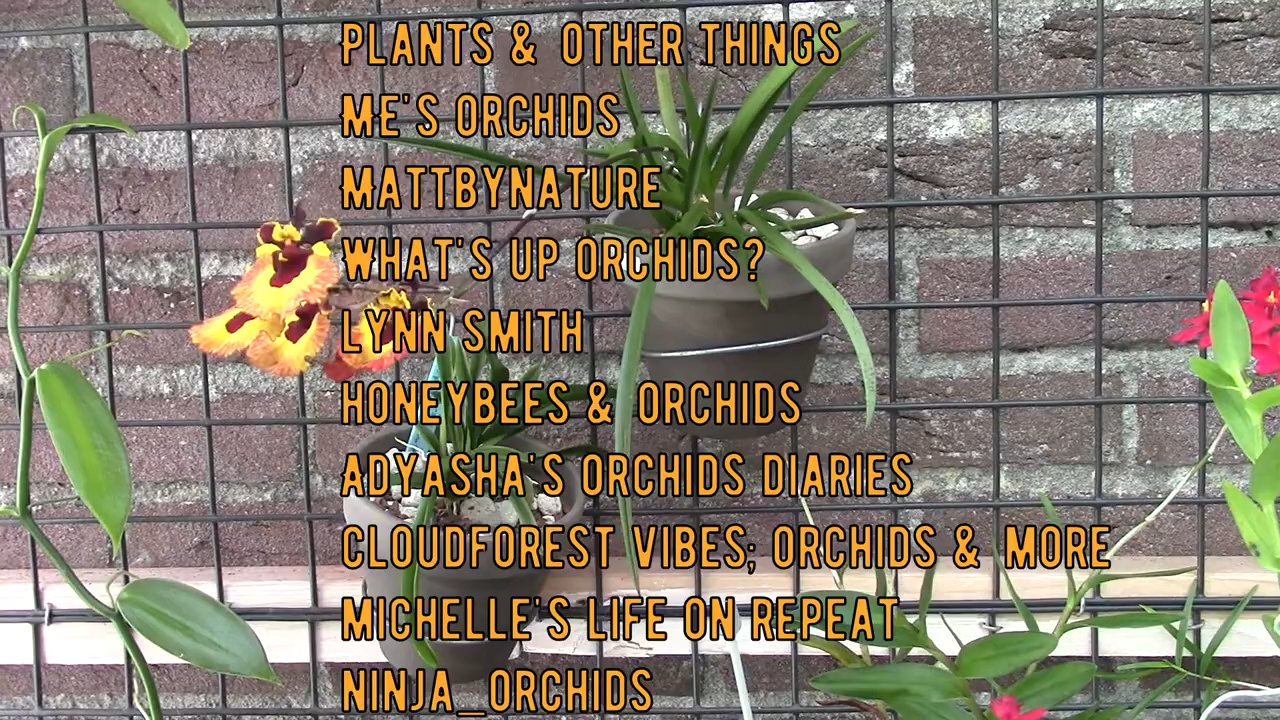 PLANTS & OTHER THINGS
ME'S ORCHIDS
MATTBYNATURE
WHAT'S UP ORCHIDS?
LYNN SMITH
HONEYBEES & ORCHIDS
ADYASHA'S ORCHIDS DIARIES
CLOUDFOREST VIBES; ORCHIDS & MORE
MICHELLE'S LIFE ON REPEAT
NINJA_ORCHIDS